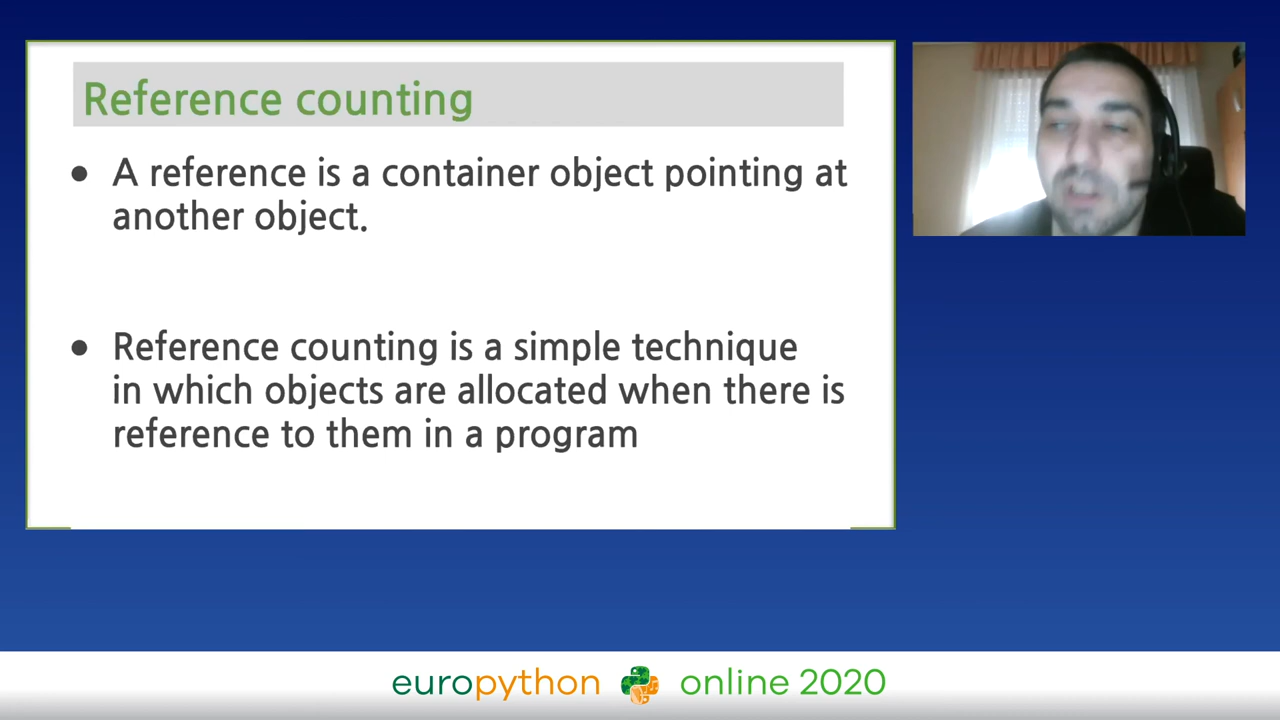 Reference counting
● A reference is a container object pointing at
another object.
● Reference counting is a simple technique
in which objects are allocated when there is
reference to them in a program
europython online 2020